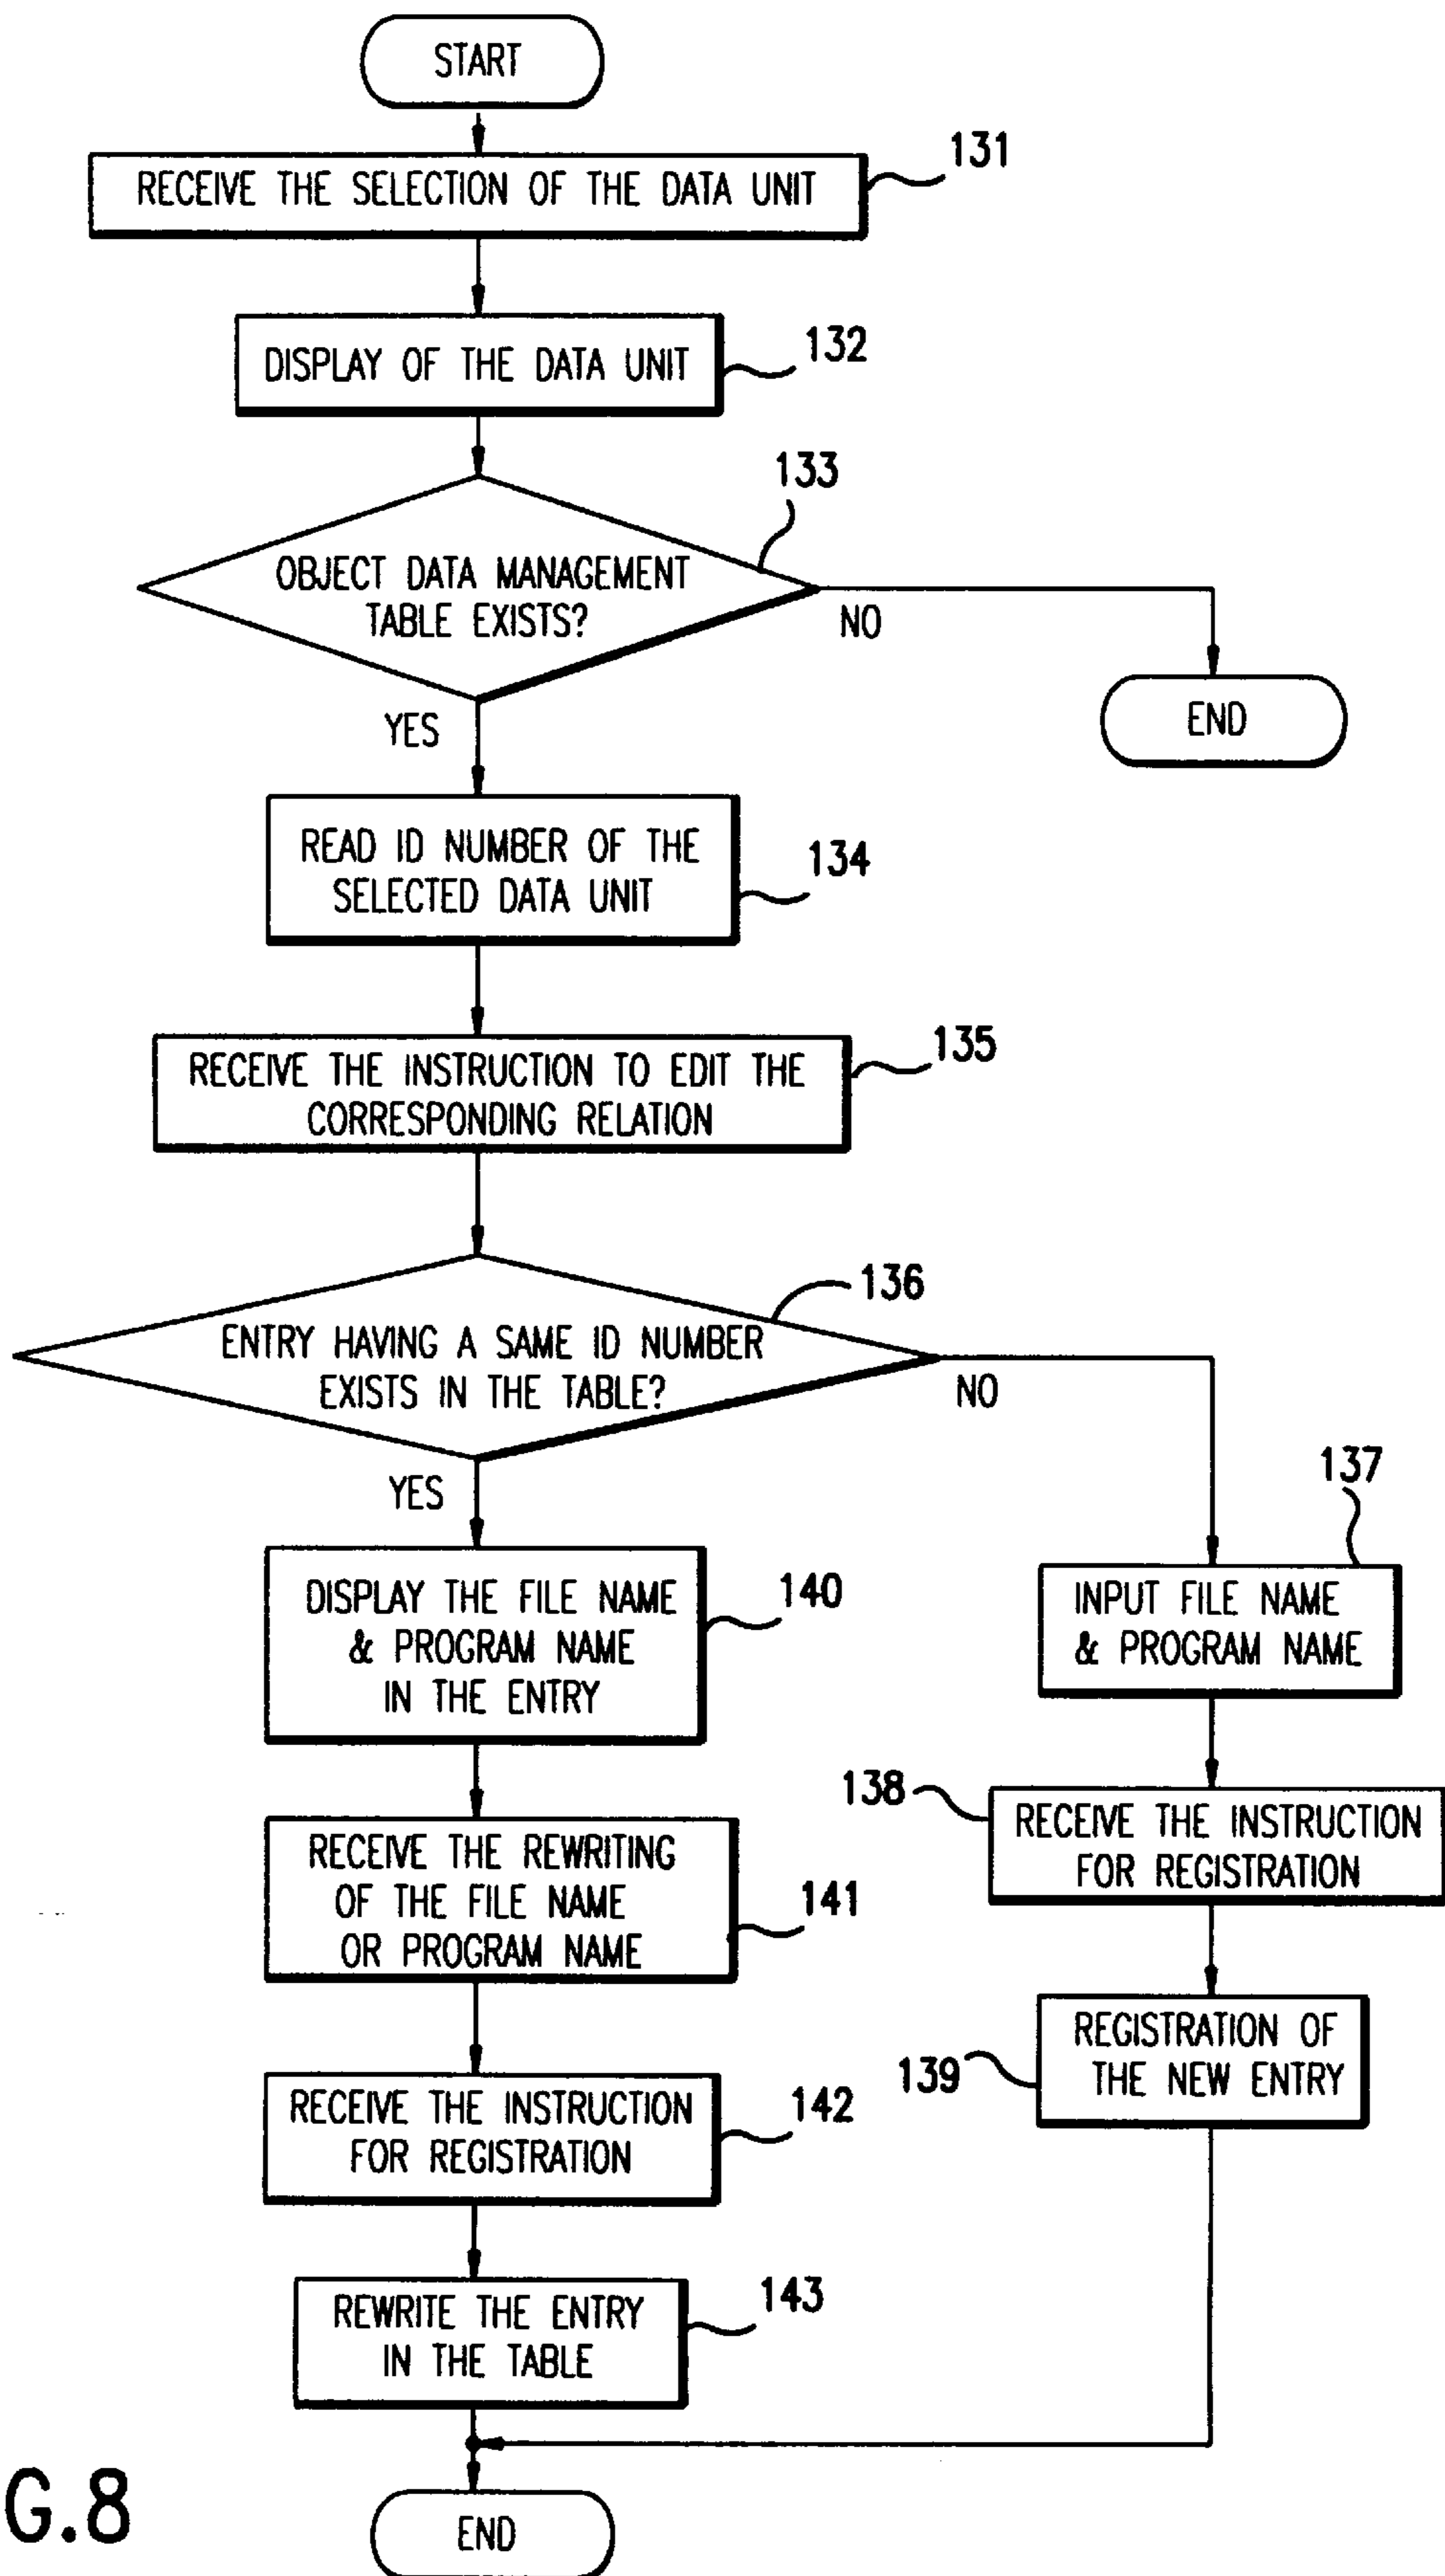 START
131
RECEIVE THE SELECTION OF THE DATA UNIT
132
DISPLAY OF THE DATA UNIT
133
OBJECT DATA MANAGEMENT
TABLE EXISTS?
NO
END
YES
READ ID NUMBER OF THE
SELECTED DATA UNIT
134
135
RECEIVE THE INSTRUCTION TO EDIT THE
CORRESPONDING RELATION
136
ENTRY HAVING A SAME ID NUMBER
EXISTS IN THE TABLE?
NO
YES
137
INPUT FILE NAME
& PROGRAM NAME
138
RECEIVE THE INSTRUCTION
FOR REGISTRATION
139
REGISTRATION OF
THE NEW ENTRY
140
DISPLAY THE FILE NAME
& PROGRAM NAME
IN THE ENTRY
RECEIVE THE REWRITING
OF THE FILE NAME
OR PROGRAM NAME
141
RECEIVE THE INSTRUCTION
FOR REGISTRATION
142
143
REWRITE THE ENTRY
IN THE TABLE
END
G.8